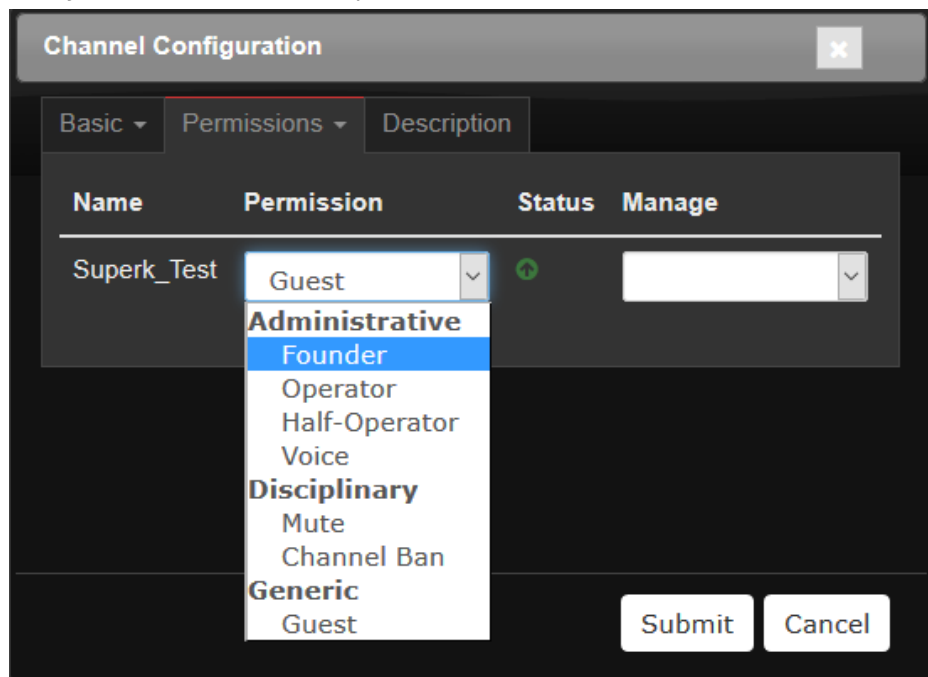 Channel Configuration
Basic Permissions Description
Name Permission Status Manage
Superk_Test Guest
Administrative
Founder
Operator
Half-Operator
Voice
Disciplinary
Mute
Channel Ban
Generic
Guest
Submit Cancel